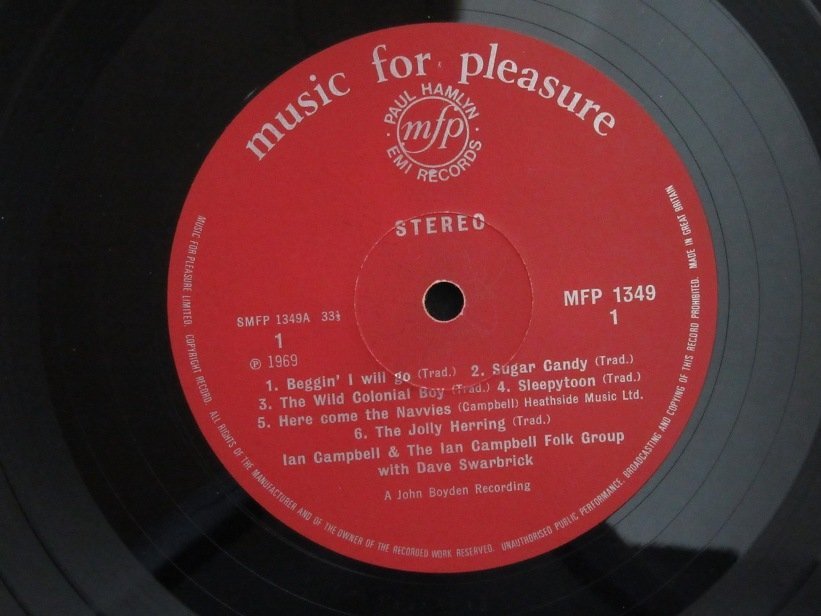 music for pleasure
· PAUL HAMLYN ·
mfp
EMI RECORDS
STEREO
SMFP 1349A 33⅓
MFP 1349
1
1
℗ 1969
1. Beggin' I will go (Trad.) 2. Sugar Candy (Trad.)
3. The Wild Colonial Boy (Trad.) 4. Sleepytoon (Trad.)
5. Here come the Navvies (Campbell) Heathside Music Ltd.
6. The Jolly Herring (Trad.)
Ian Campbell & The Ian Campbell Folk Group
with Dave Swarbrick
A John Boyden Recording
MUSIC FOR PLEASURE LIMITED. COPYRIGHT RECORD. ALL RIGHTS OF THE MANUFACTURER AND OF THE OWNER OF THE RECORDED WORK RESERVED. UNAUTHORISED PUBLIC PERFORMANCE, BROADCASTING AND COPYING OF THIS RECORD PROHIBITED. MADE IN GREAT BRITAIN